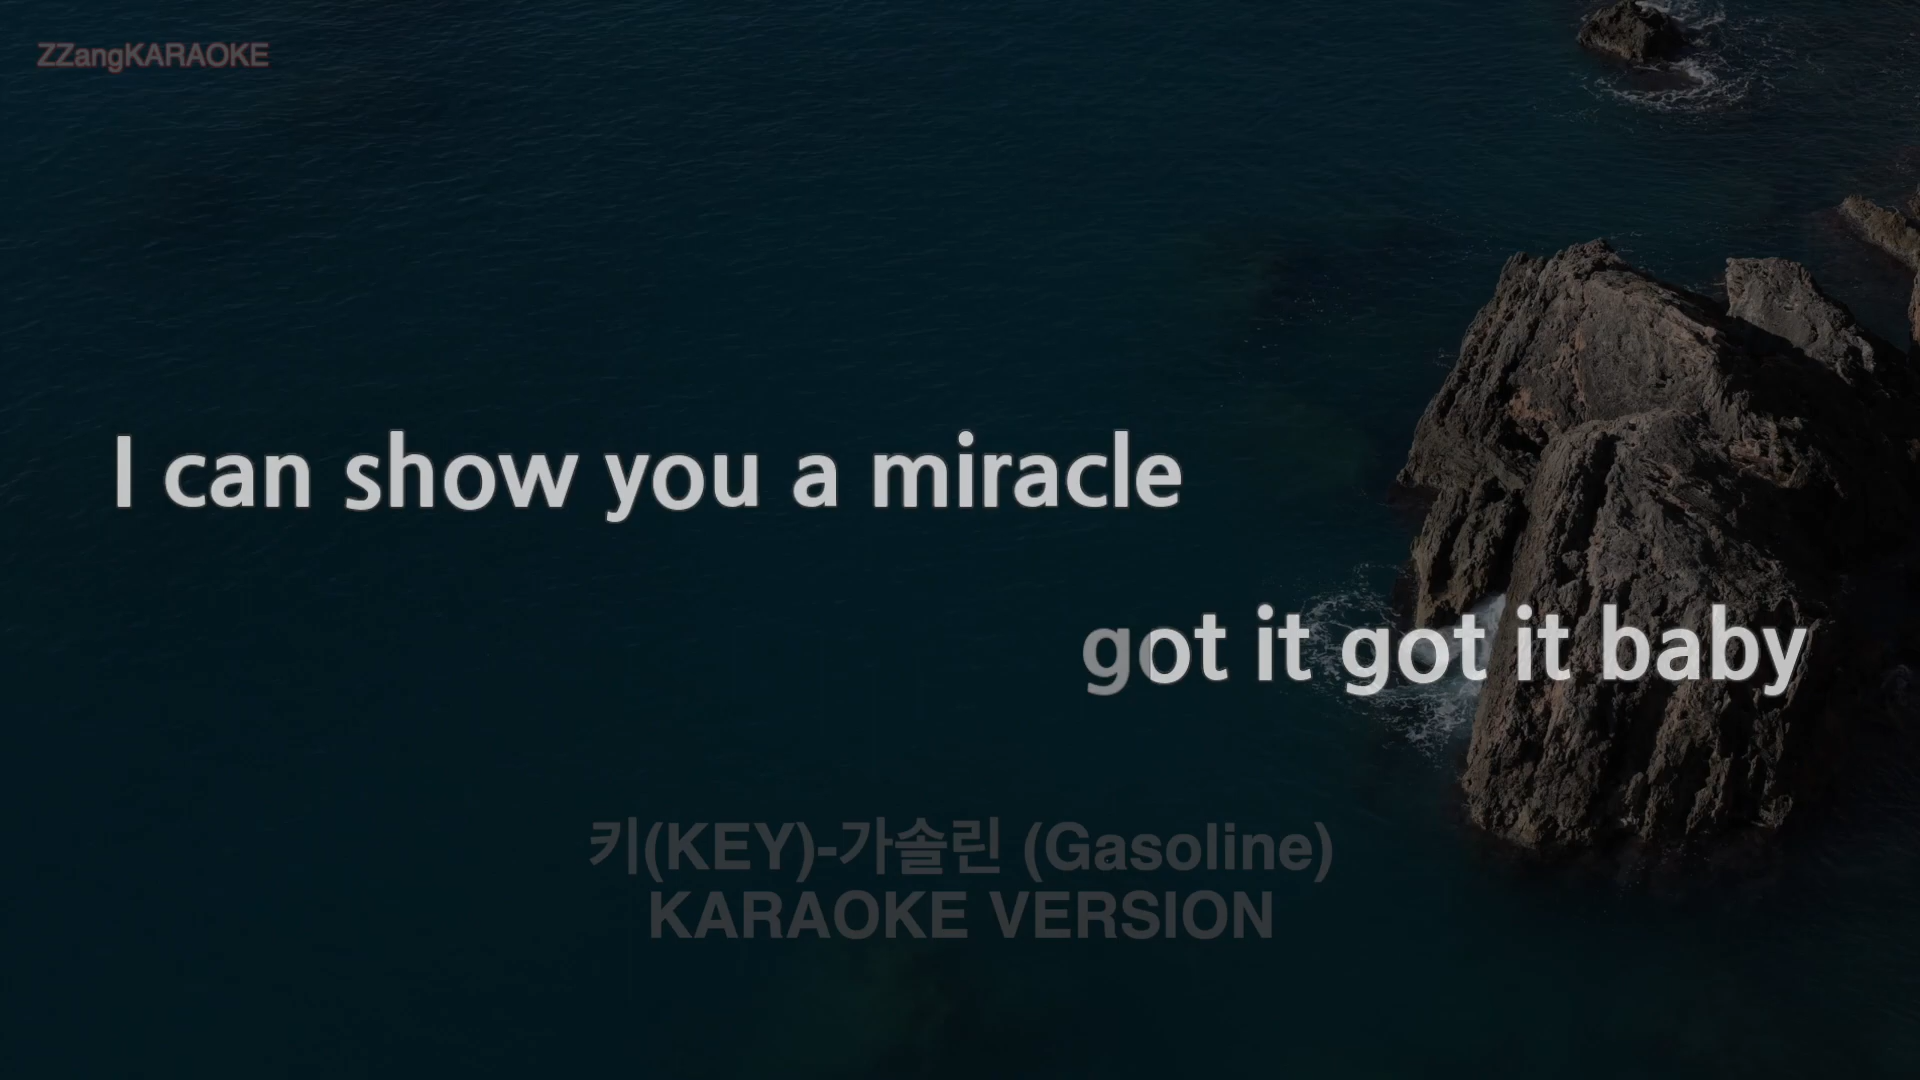 ZZangKARAOKE
I can show you a miracle
got it got it baby
키(KEY)-가솔린 (Gasoline)
KARAOKE VERSION